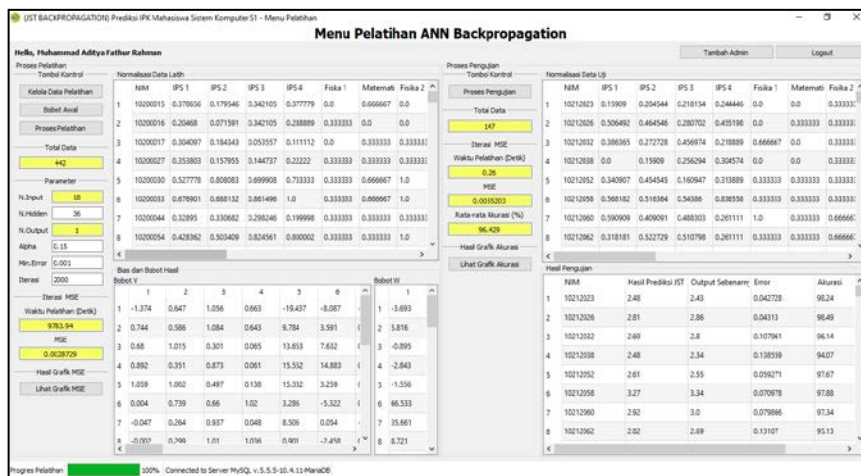 (JST BACKPROPAGATION) Prediksi IPK Mahasiswa Sistem Komputer S1 - Menu Pelatihan
Menu Pelatihan ANN Backpropagation
Hello, Muhammad Aditya Fathur Rahman
Tambah Admin
Logout
Proses Pelatihan
Tombol Kontrol
Kelola Data Pelatihan
Bobot Awal
Proses Pelatihan
Total Data
442
Parameter
N.Input 18
N.Hidden 36
N.Output 1
Alpha 0.15
Min.Error 0.001
Iterasi 2000
Iterasi MSE
Waktu Pelatihan (Detik)
9783.94
MSE
0.0028729
Hasil Grafik MSE
Lihat Grafik MSE
Normalisasi Data Latih
NIM IPS 1 IPS 2 IPS 3 IPS 4 Fisika 1 Matemati Fisika 2
1 10200015 0.378656 0.179546 0.342105 0.377779 0.0 0.666667 0.0
2 10200016 0.20468 0.071591 0.342105 0.288889 0.333333 0.0 0.0
3 10200017 0.304097 0.184343 0.053557 0.111112 0.0 0.333333 0.333333
4 10200027 0.353803 0.157955 0.144737 0.22222 0.333333 0.333333 0.333333
5 10200030 0.527778 0.808083 0.699908 0.733333 0.333333 0.666667 1.0
6 10200033 0.676901 0.688132 0.861496 1.0 0.333333 0.666667 1.0
7 10200044 0.32895 0.330682 0.298246 0.199998 0.333333 0.333333 0.333333
8 10200054 0.428362 0.503409 0.824561 0.800002 0.333333 0.333333 1.0
Bias dan Bobot Hasil
Bobot V
1 2 3 4 5 6
1 -1.374 0.647 1.056 0.663 -19.437 -8.087
2 0.744 0.586 1.084 0.643 9.784 3.591
3 0.68 1.015 0.301 0.065 13.653 7.632
4 0.892 0.351 0.873 0.061 15.552 14.883
5 1.059 1.002 0.497 0.138 15.332 3.259
6 0.004 0.739 0.66 1.02 3.286 -5.322
7 -0.047 0.264 0.937 0.048 8.506 0.054
8 -0.002 0.299 1.01 1.036 0.901 -2.458
Bobot W
1
1 -3.693
2 5.816
3 -0.895
4 -2.843
5 -1.556
6 66.533
7 35.661
8 8.721
Proses Pengujian
Tombol Kontrol
Proses Pengujian
Total Data
147
Iterasi MSE
Waktu Pelatihan (Detik)
0.26
MSE
0.0015203
Rata-rata Akurasi (%)
96.429
Hasil Grafik Akurasi
Lihat Grafik Akurasi
Normalisasi Data Uji
NIM IPS 1 IPS 2 IPS 3 IPS 4 Fisika 1 Matemati Fisika 2
1 10212023 0.15909 0.204544 0.218154 0.244446 0.0 0.0 0.333333
2 10212026 0.506492 0.464546 0.280702 0.455198 0.0 0.333333 0.333333
3 10212032 0.386365 0.272728 0.456974 0.218889 0.666667 0.0 0.333333
4 10212038 0.0 0.15909 0.256294 0.304574 0.0 0.0 0.333333
5 10212052 0.340907 0.454545 0.160947 0.313889 0.333333 0.333333 0.333333
6 10212058 0.568182 0.516364 0.54386 0.836556 0.333333 0.333333 0.666667
7 10212060 0.590909 0.409091 0.488303 0.261111 1.0 0.333333 0.66666
8 10212062 0.318181 0.522729 0.510798 0.261111 0.333333 0.333333 0.66666
Hasil Pengujian
NIM Hasil Prediksi JST Output Sebenarny Error Akurasi
1 10212023 2.48 2.43 0.042728 98.24
2 10212026 2.81 2.86 0.04313 98.49
3 10212032 2.69 2.8 0.107961 96.14
4 10212038 2.48 2.34 0.138559 94.07
5 10212052 2.61 2.55 0.059271 97.67
6 10212058 3.27 3.34 0.070978 97.88
7 10212060 2.92 3.0 0.079866 97.34
8 10212062 2.82 2.69 0.13107 95.13
Progres Pelatihan 100% Connected to Server MySQL v.5.5.5-10.4.11-MariaDB